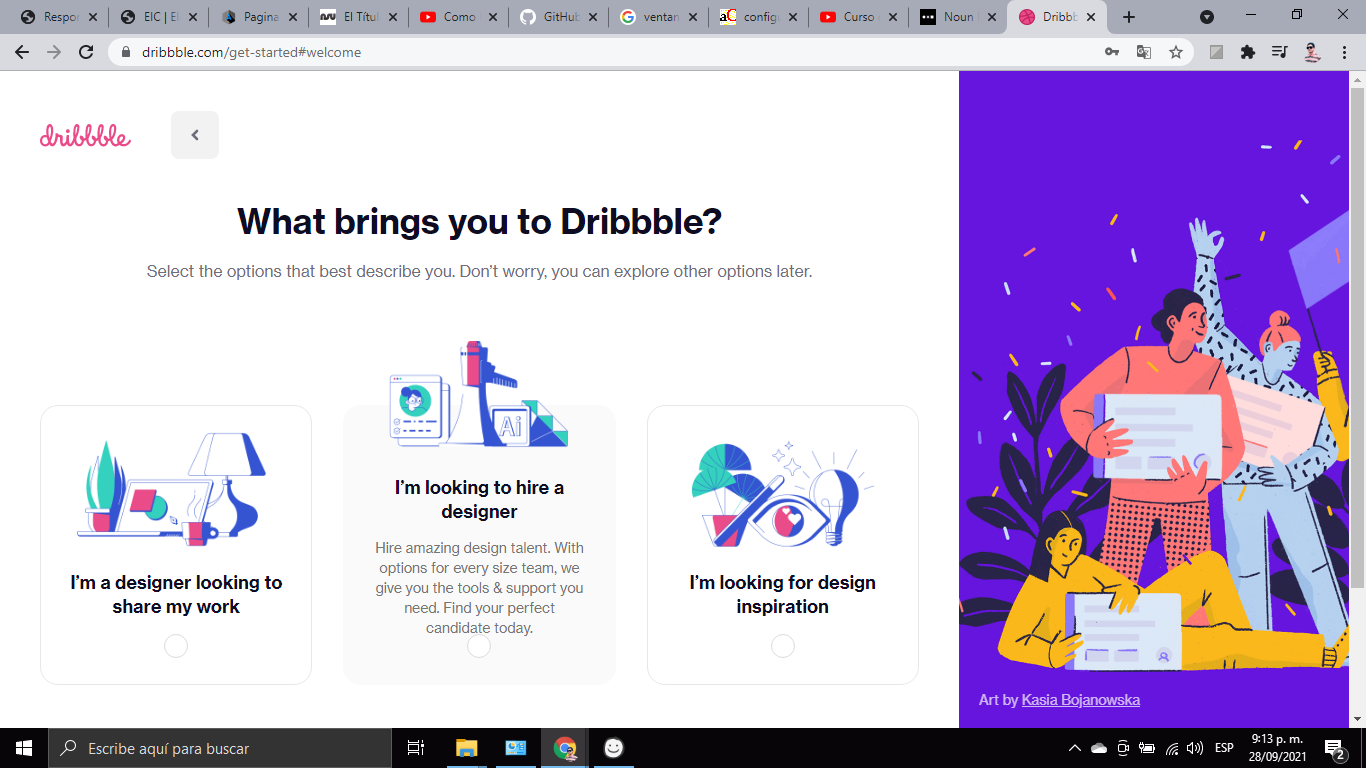 Respon
EIC | El
Pagina
El Títul
Como
GitHub
ventan
aC
config
Curso
Noun
Dribbb
dribbble.com/get-started#welcome
dribbble
What brings you to Dribbble?
Select the options that best describe you. Don't worry, you can explore other options later.
I'm a designer looking to
share my work
Ai
I'm looking to hire a
designer
Hire amazing design talent. With
options for every size team, we
give you the tools & support you
need. Find your perfect
candidate today.
I'm looking for design
inspiration
Art by Kasia Bojanowska
Escribe aquí para buscar
ESP
9:13 p. m.
28/09/2021
2